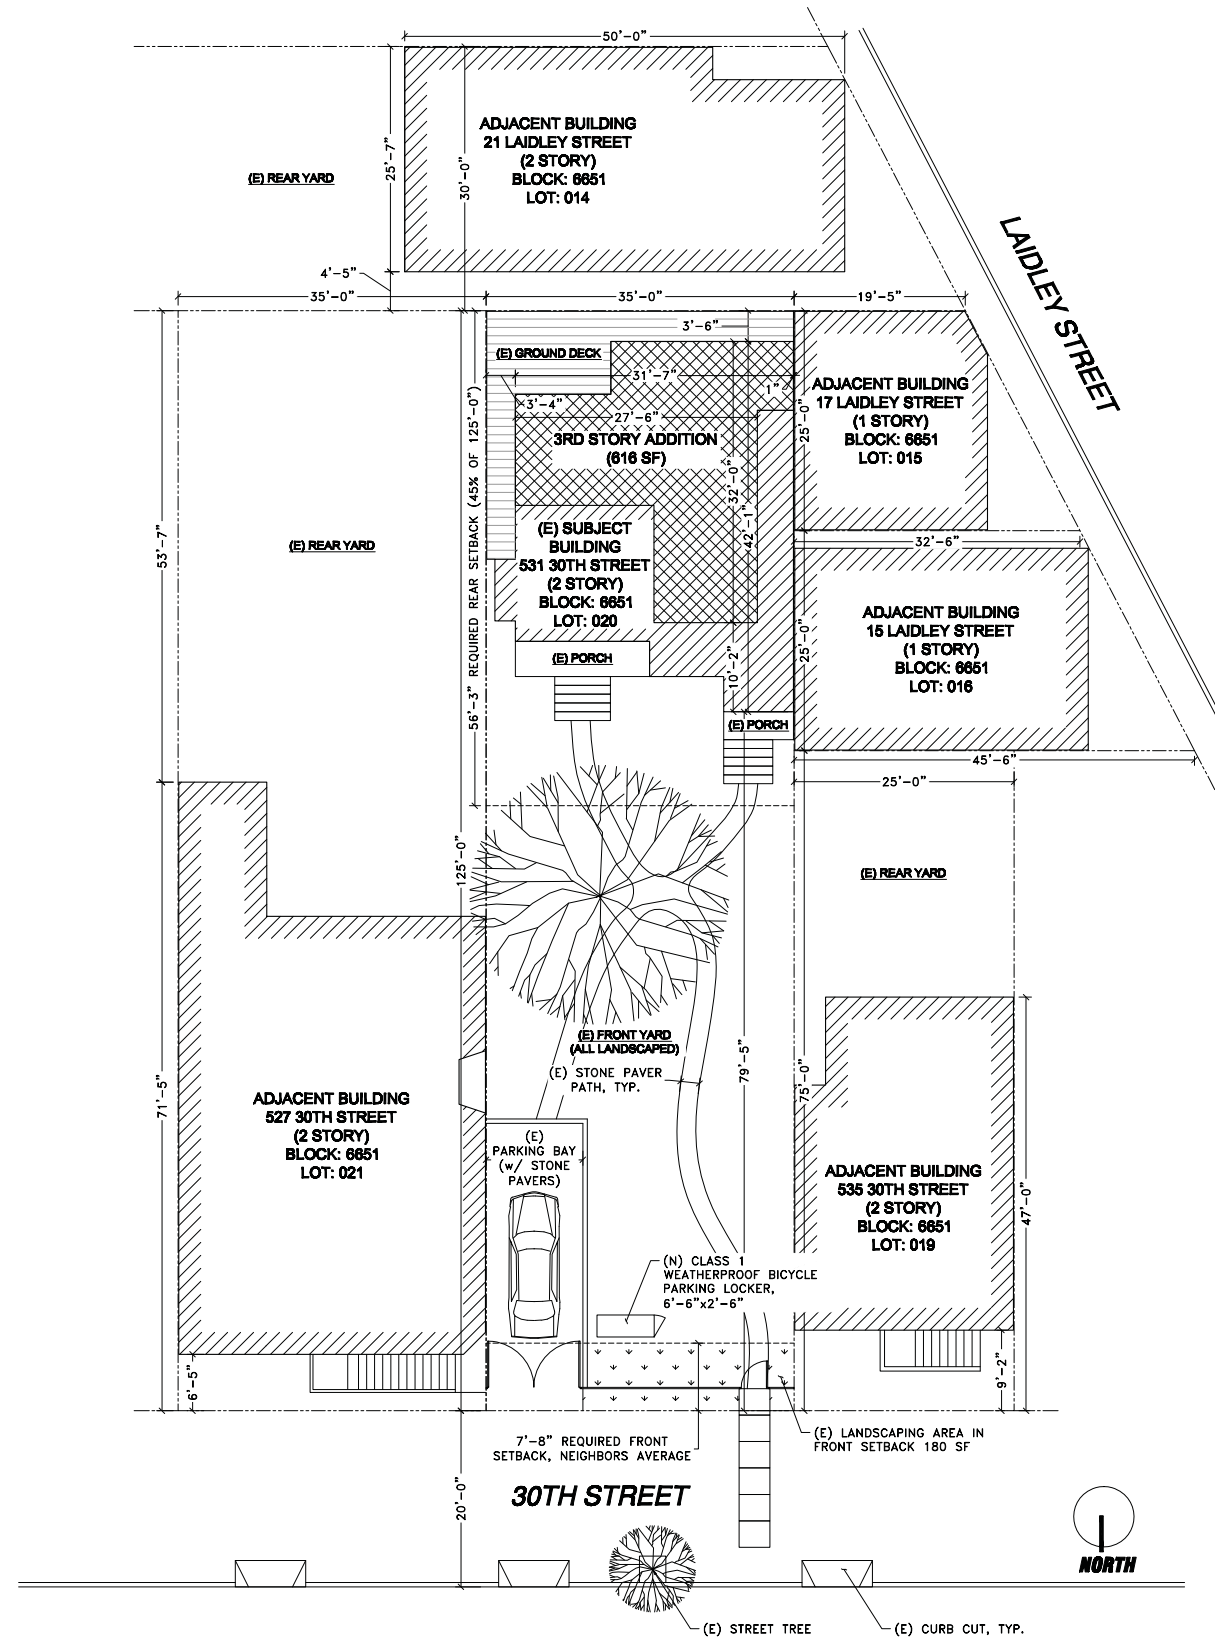 50'-0"
ADJACENT BUILDING
21 LAIDLEY STREET
(2 STORY)
BLOCK: 6651
LOT: 014
25'-7"
30'-0"
(E) REAR YARD
LAIDLEY STREET
4'-5"
35'-0"
35'-0"
19'-5"
3'-6"
(E) GROUND DECK
31'-7"
1"
3'-4"
27'-6"
3RD STORY ADDITION
(616 SF)
ADJACENT BUILDING
17 LAIDLEY STREET
(1 STORY)
BLOCK: 6651
LOT: 015
25'-0"
32'-0"
42'-1"
56'-3" REQUIRED REAR SETBACK (45% OF 125'-0")
53'-7"
(E) REAR YARD
(E) SUBJECT
BUILDING
531 30TH STREET
(2 STORY)
BLOCK: 6651
LOT: 020
32'-6"
ADJACENT BUILDING
15 LAIDLEY STREET
(1 STORY)
BLOCK: 6651
LOT: 016
25'-0"
(E) PORCH
10'-2"
(E) PORCH
45'-6"
25'-0"
125'-0"
(E) REAR YARD
(E) FRONT YARD
(ALL LANDSCAPED)
(E) STONE PAVER
PATH, TYP.
79'-5"
75'-0"
71'-5"
ADJACENT BUILDING
527 30TH STREET
(2 STORY)
BLOCK: 6651
LOT: 021
(E)
PARKING BAY
(w/ STONE
PAVERS)
ADJACENT BUILDING
535 30TH STREET
(2 STORY)
BLOCK: 6651
LOT: 019
47'-0"
(N) CLASS 1
WEATHERPROOF BICYCLE
PARKING LOCKER,
6'-6"x2'-6"
6'-5"
9'-2"
7'-8" REQUIRED FRONT
SETBACK, NEIGHBORS AVERAGE
(E) LANDSCAPING AREA IN
FRONT SETBACK 180 SF
30TH STREET
20'-0"
NORTH
(E) STREET TREE
(E) CURB CUT, TYP.